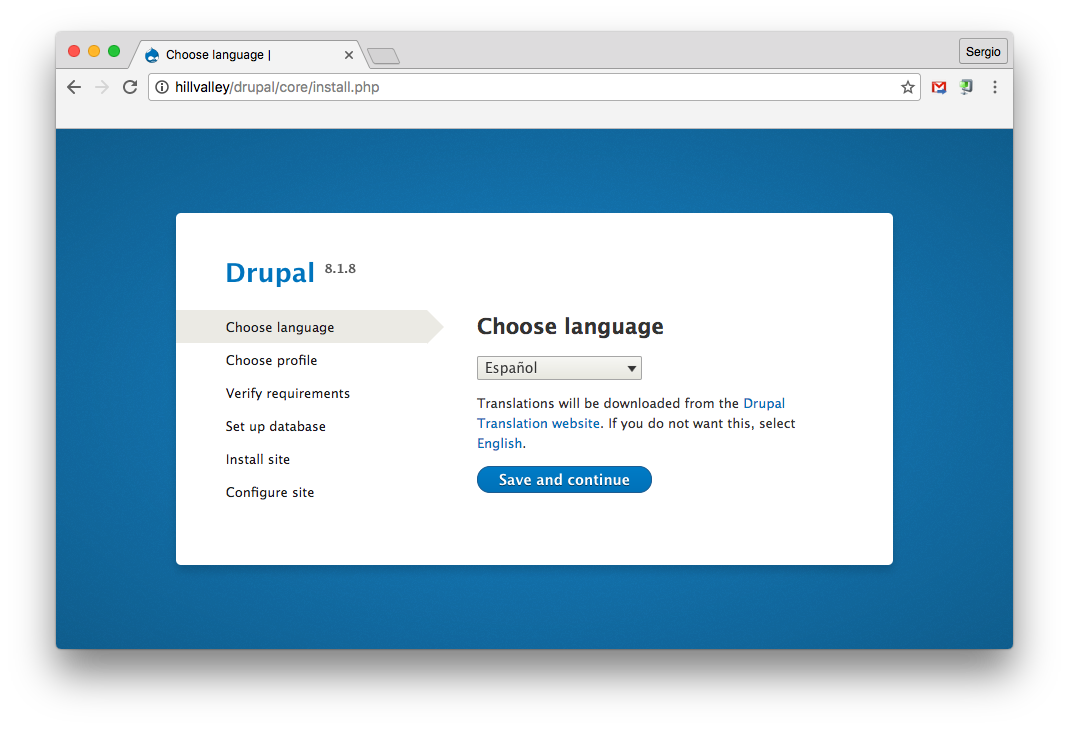 Choose language |
Sergio
hillvalley/drupal/core/install.php
Drupal 8.1.8
Choose language
Choose profile
Verify requirements
Set up database
Install site
Configure site
Choose language
Español
Translations will be downloaded from the Drupal
Translation website. If you do not want this, select
English.
Save and continue